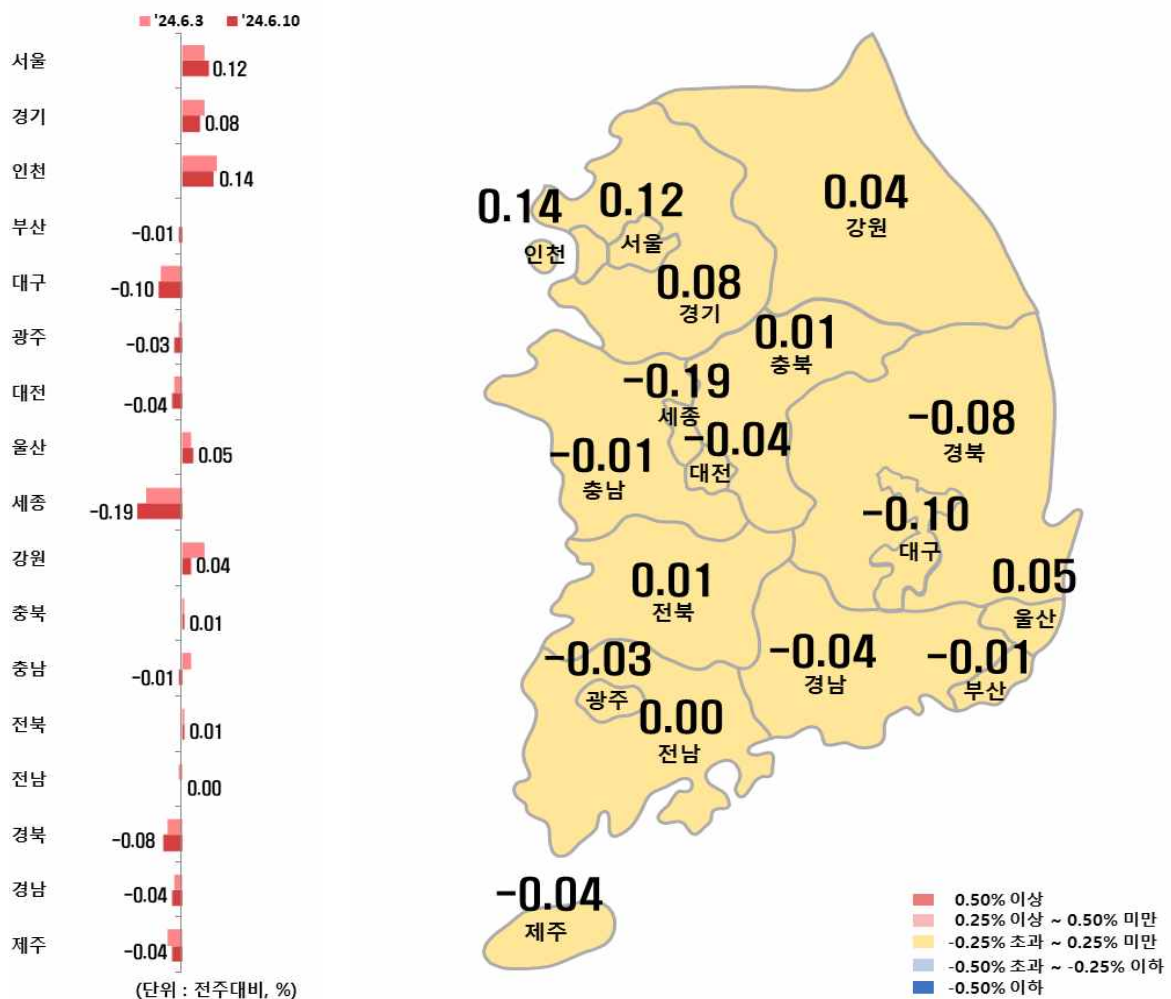 '24.6.3 '24.6.10
서울 0.12
경기 0.08
인천 0.14
부산 -0.01
대구 -0.10
광주 -0.03
대전 -0.04
울산 0.05
세종 -0.19
강원 0.04
충북 0.01
충남 -0.01
전북 0.01
전남 0.00
경북 -0.08
경남 -0.04
제주 -0.04
(단위 : 전주대비, %)
0.04
강원
0.14
인천
0.12
서울
0.08
경기
0.01
충북
-0.19
세종
-0.08
경북
-0.04
대전
-0.01
충남
-0.10
대구
0.05
울산
0.01
전북
-0.04
경남
-0.01
부산
-0.03
광주
0.00
전남
-0.04
제주
0.50% 이상
0.25% 이상 ~ 0.50% 미만
-0.25% 초과 ~ 0.25% 미만
-0.50% 초과 ~ -0.25% 이하
-0.50% 이하